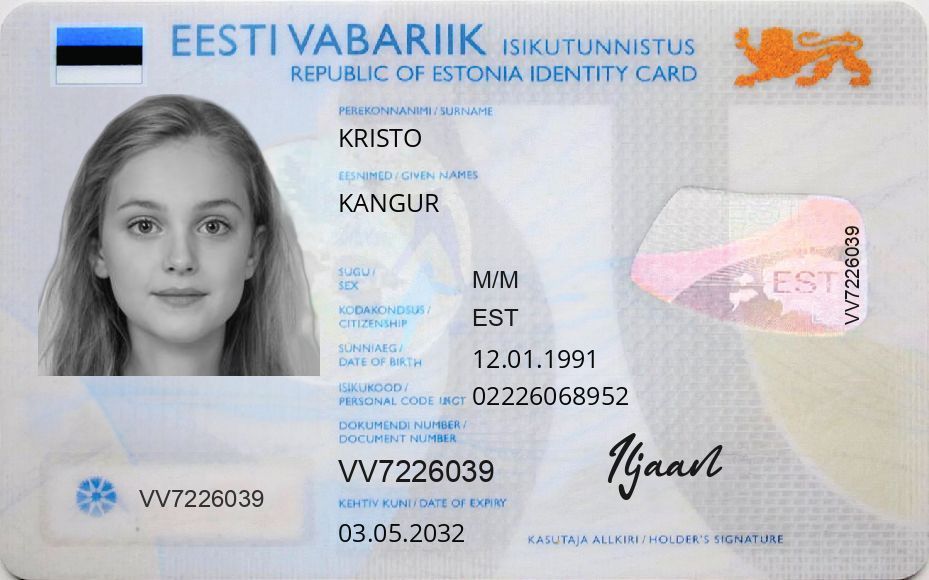 EESTI VABARIIK ISIKUTUNNISTUS
REPUBLIC OF ESTONIA IDENTITY CARD
PEREKONNANIMI / SURNAME
KRISTO
EESNIMED / GIVEN NAMES
KANGUR
SUGU /
SEX
M/M
KODAKONDSUS /
CITIZENSHIP
EST
SÜNNIAEG /
DATE OF BIRTH
12.01.1991
ISIKUKOOD /
PERSONAL CODE
02226068952
DOKUMENDI NUMBER /
DOCUMENT NUMBER
VV7226039
KEHTIV KUNI / DATE OF EXPIRY
03.05.2032
VV7226039
EST
VV7226039
KASUTAJA ALLKIRI / HOLDER'S SIGNATURE